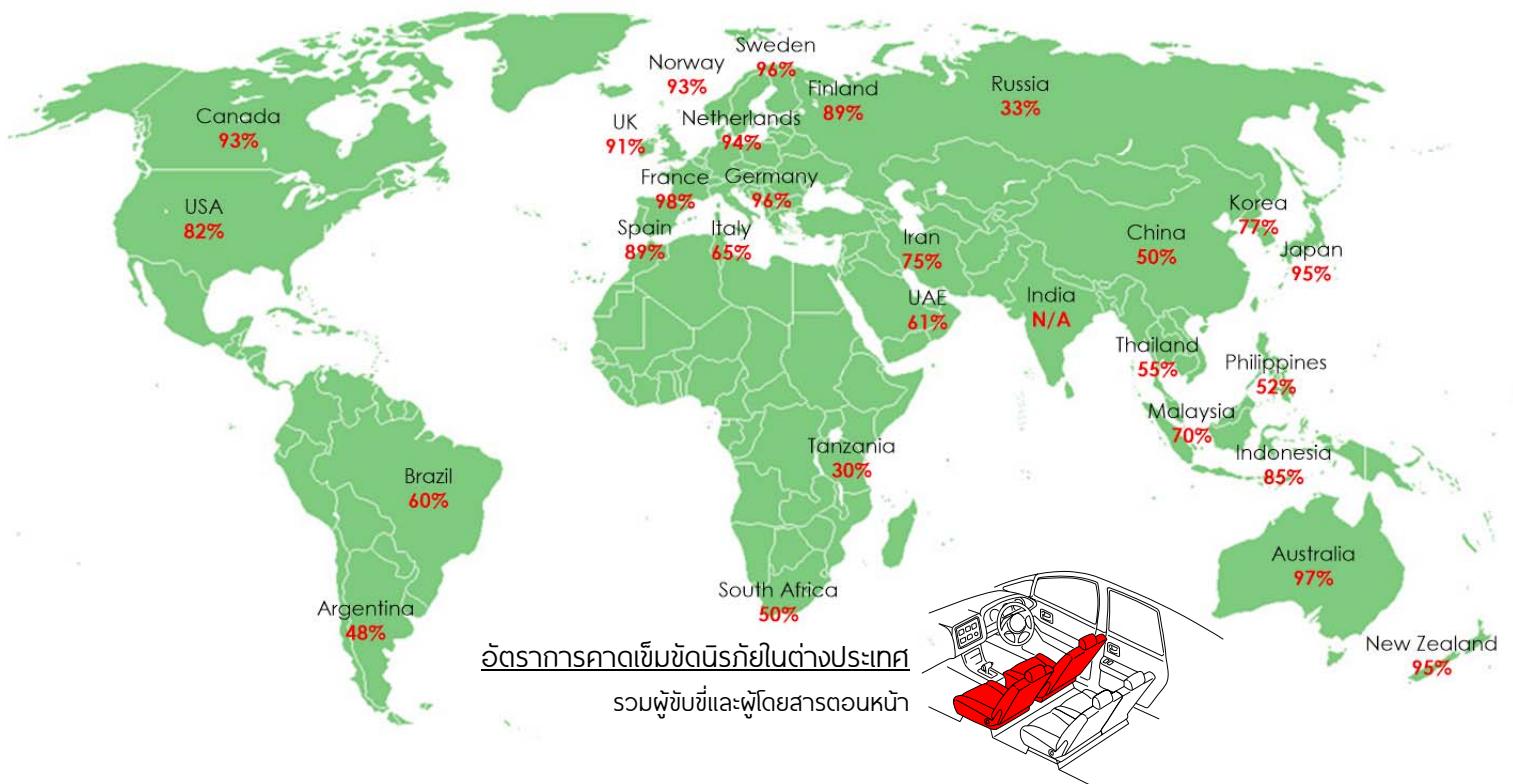 Sweden
96%
Norway
93%
Finland
89%
Russia
33%
Canada
93%
UK
91%
Netherlands
94%
France
98%
Germany
96%
USA
82%
Spain
89%
Italy
65%
Iran
75%
China
50%
Korea
77%
Japan
95%
UAE
61%
India
N/A
Thailand
55%
Philippines
52%
Malaysia
70%
Indonesia
85%
Tanzania
30%
Brazil
60%
Australia
97%
South Africa
50%
Argentina
48%
New Zealand
95%
อัตราการคาดเข็มขัดนิรภัยในต่างประเทศ
รวมผู้ขับขี่และผู้โดยสารตอนหน้า